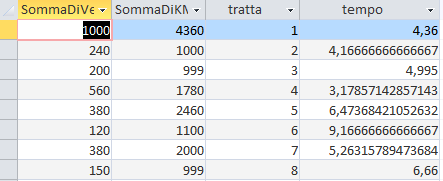 SommaDiVe SommaDiKM tratta tempo
1000 4360 1 4,36
240 1000 2 4,16666666666667
200 999 3 4,995
560 1780 4 3,17857142857143
380 2460 5 6,47368421052632
120 1100 6 9,16666666666667
380 2000 7 5,26315789473684
150 999 8 6,66